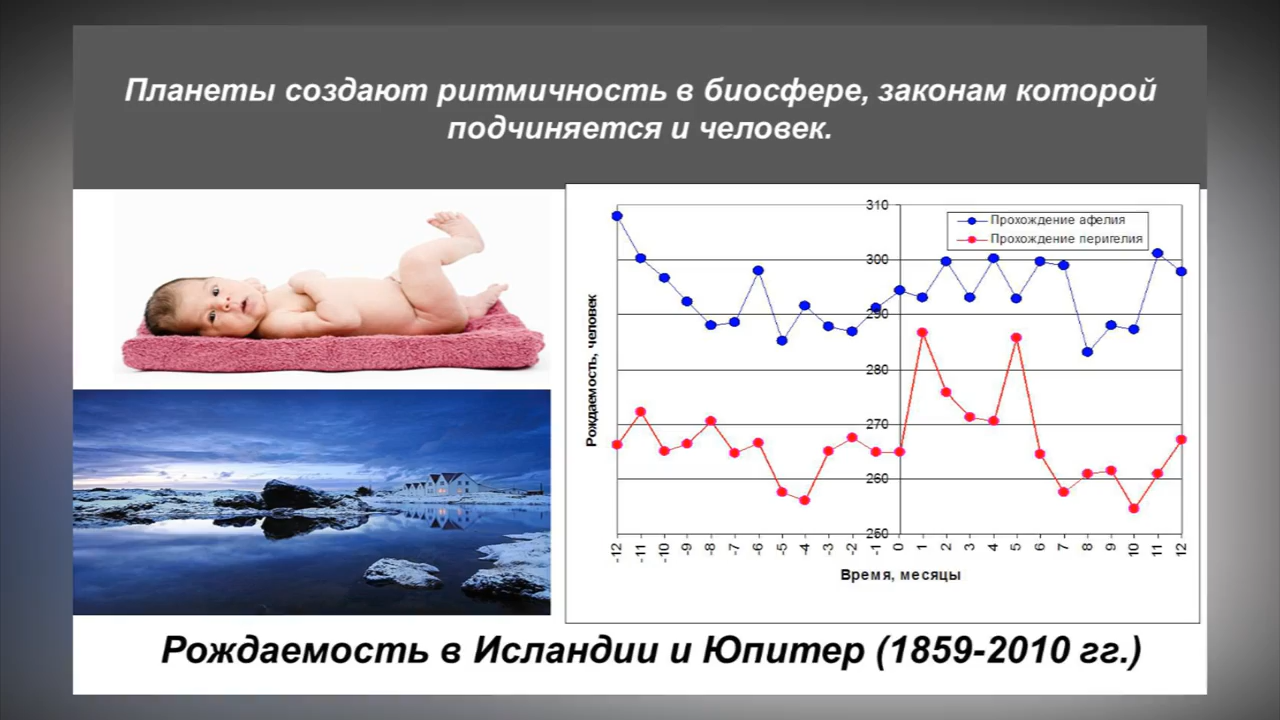 Планеты создают ритмичность в биосфере, законам которой
подчиняется и человек.
Рождаемость, человек
310
300
290
280
270
260
260
Прохождение афелия
Прохождение перигелия
-12 -11 -10 -9 -8 -7 -6 -5 -4 -3 -2 -1 0 1 2 3 4 5 6 7 8 9 10 11 12
Время, месяцы
Рождаемость в Исландии и Юпитер (1859-2010 гг.)